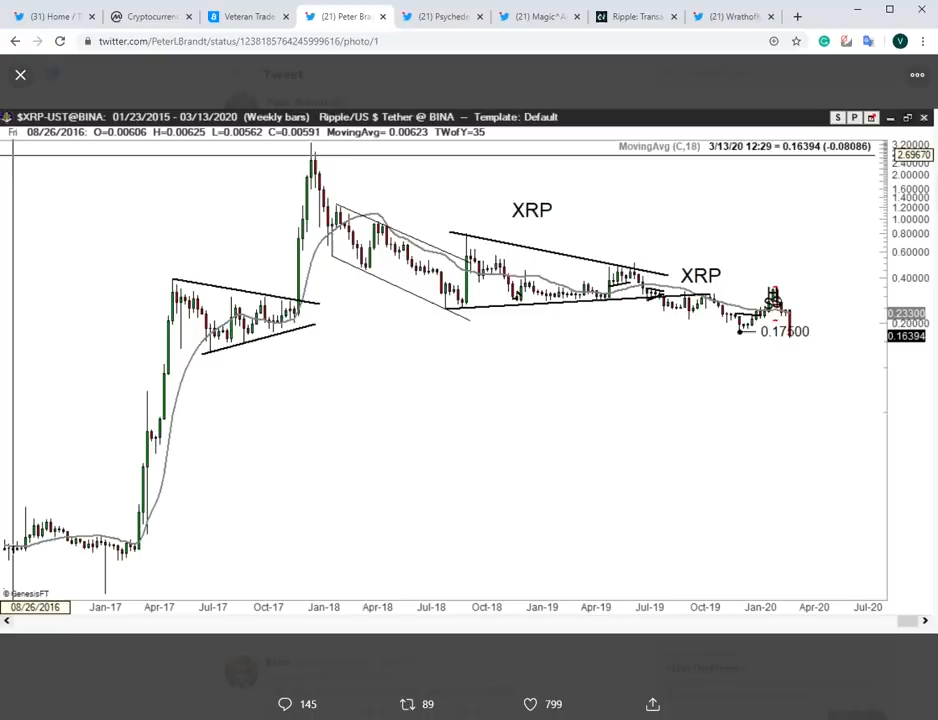 (31) Home / T
Cryptocurren
Veteran Trade
(21) Peter Bra
(21) Psychede
(21) Magic^A
Ripple: Transa
(21) Wrathof
twitter.com/PeterLBrandt/status/1238185764245999616/photo/1
V
Tweet
$XRP-UST@BINA: 01/23/2015 - 03/13/2020 (Weekly bars) Ripple/US $ Tether @ BINA – Template: Default
S P
Fri 08/26/2016: O=0.00606 H=0.00625 L=0.00562 C=0.00591 MovingAvg= 0.00623 TWofY=35
MovingAvg (C,18) 3/13/20 12:29 = 0.16394 (-0.08086)
3.20000
2.69670
2.40000
2.00000
1.60000
1.40000
1.20000
1.00000
0.80000
0.60000
0.40000
0.23300
0.20000
0.16394
XRP
XRP
H
S S
0.17500
© GenesisFT
08/26/2016 Jan-17 Apr-17 Jul-17 Oct-17 Jan-18 Apr-18 Jul-18 Oct-18 Jan-19 Apr-19 Jul-19 Oct-19 Jan-20 Apr-20 Jul-20
145 89 799